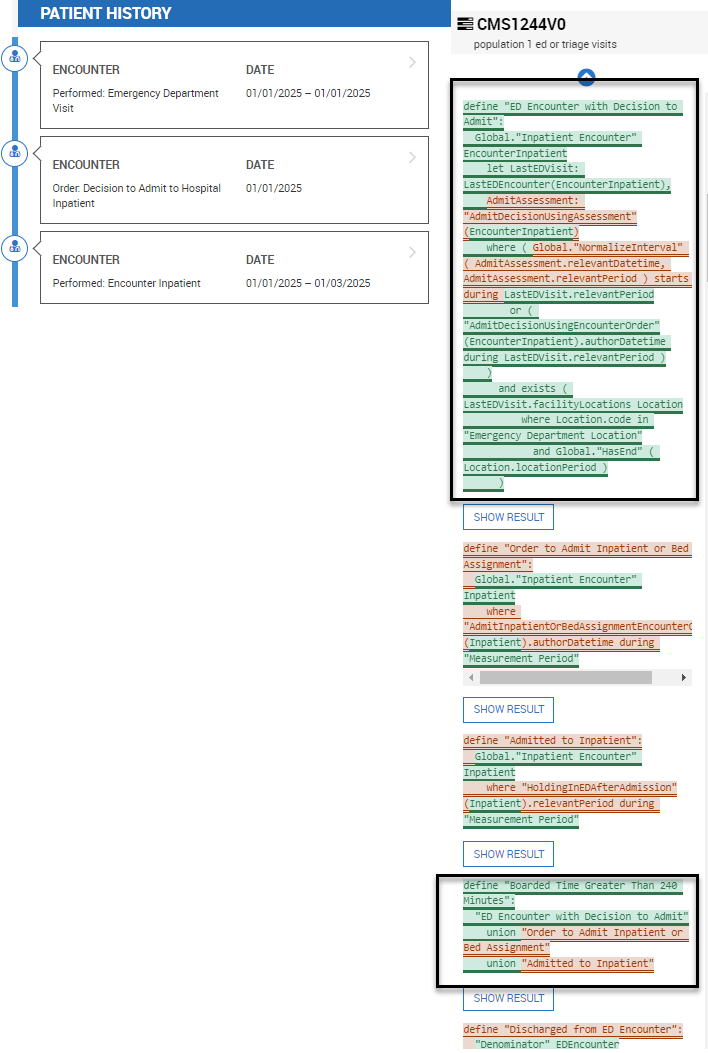 PATIENT HISTORY
ENCOUNTER
DATE
Performed: Emergency Department
Visit
01/01/2025 – 01/01/2025
ENCOUNTER
DATE
Order: Decision to Admit to Hospital
Inpatient
01/01/2025
ENCOUNTER
DATE
Performed: Encounter Inpatient
01/01/2025 – 01/03/2025
CMS1244V0
population 1 ed or triage visits
define "ED Encounter with Decision to
Admit":
Global."Inpatient Encounter"
EncounterInpatient
let LastEDVisit:
LastEDEncounter(EncounterInpatient),
AdmitAssessment:
"AdmitDecisionUsingAssessment"
(EncounterInpatient)
where ( Global."NormalizeInterval"
( AdmitAssessment.relevantDatetime,
AdmitAssessment.relevantPeriod ) starts
during LastEDVisit.relevantPeriod
or (
"AdmitDecisionUsingEncounterOrder"
(EncounterInpatient).authorDatetime
during LastEDVisit.relevantPeriod )
)
and exists (
LastEDVisit.facilityLocations Location
where Location.code in
"Emergency Department Location"
and Global."HasEnd" (
Location.locationPeriod )
)
SHOW RESULT
define "Order to Admit Inpatient or Bed
Assignment":
Global."Inpatient Encounter"
Inpatient
where
"AdmitInpatientOrBedAssignmentEncounter
(Inpatient).authorDatetime during
"Measurement Period"
SHOW RESULT
define "Admitted to Inpatient":
Global."Inpatient Encounter"
Inpatient
where "HoldingInEDAfterAdmission"
(Inpatient).relevantPeriod during
"Measurement Period"
SHOW RESULT
define "Boarded Time Greater Than 240
Minutes":
"ED Encounter with Decision to Admit"
union "Order to Admit Inpatient or
Bed Assignment"
union "Admitted to Inpatient"
SHOW RESULT
define "Discharged from ED Encounter":
"Denominator" EDEncounter